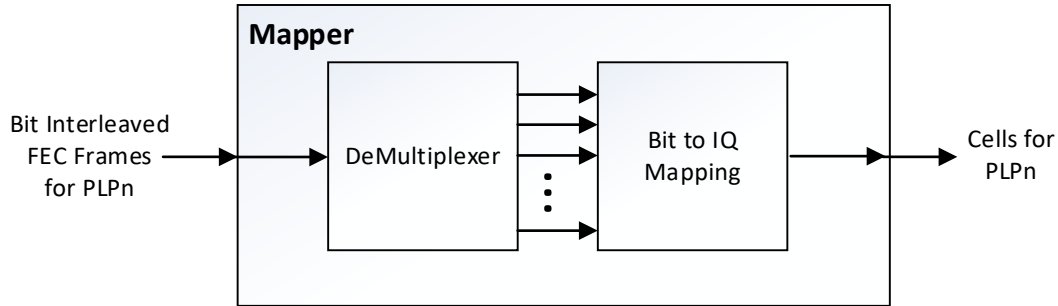 Mapper
Bit Interleaved
FEC Frames
for PLPn
DeMultiplexer
Bit to IQ
Mapping
Cells for
PLPn